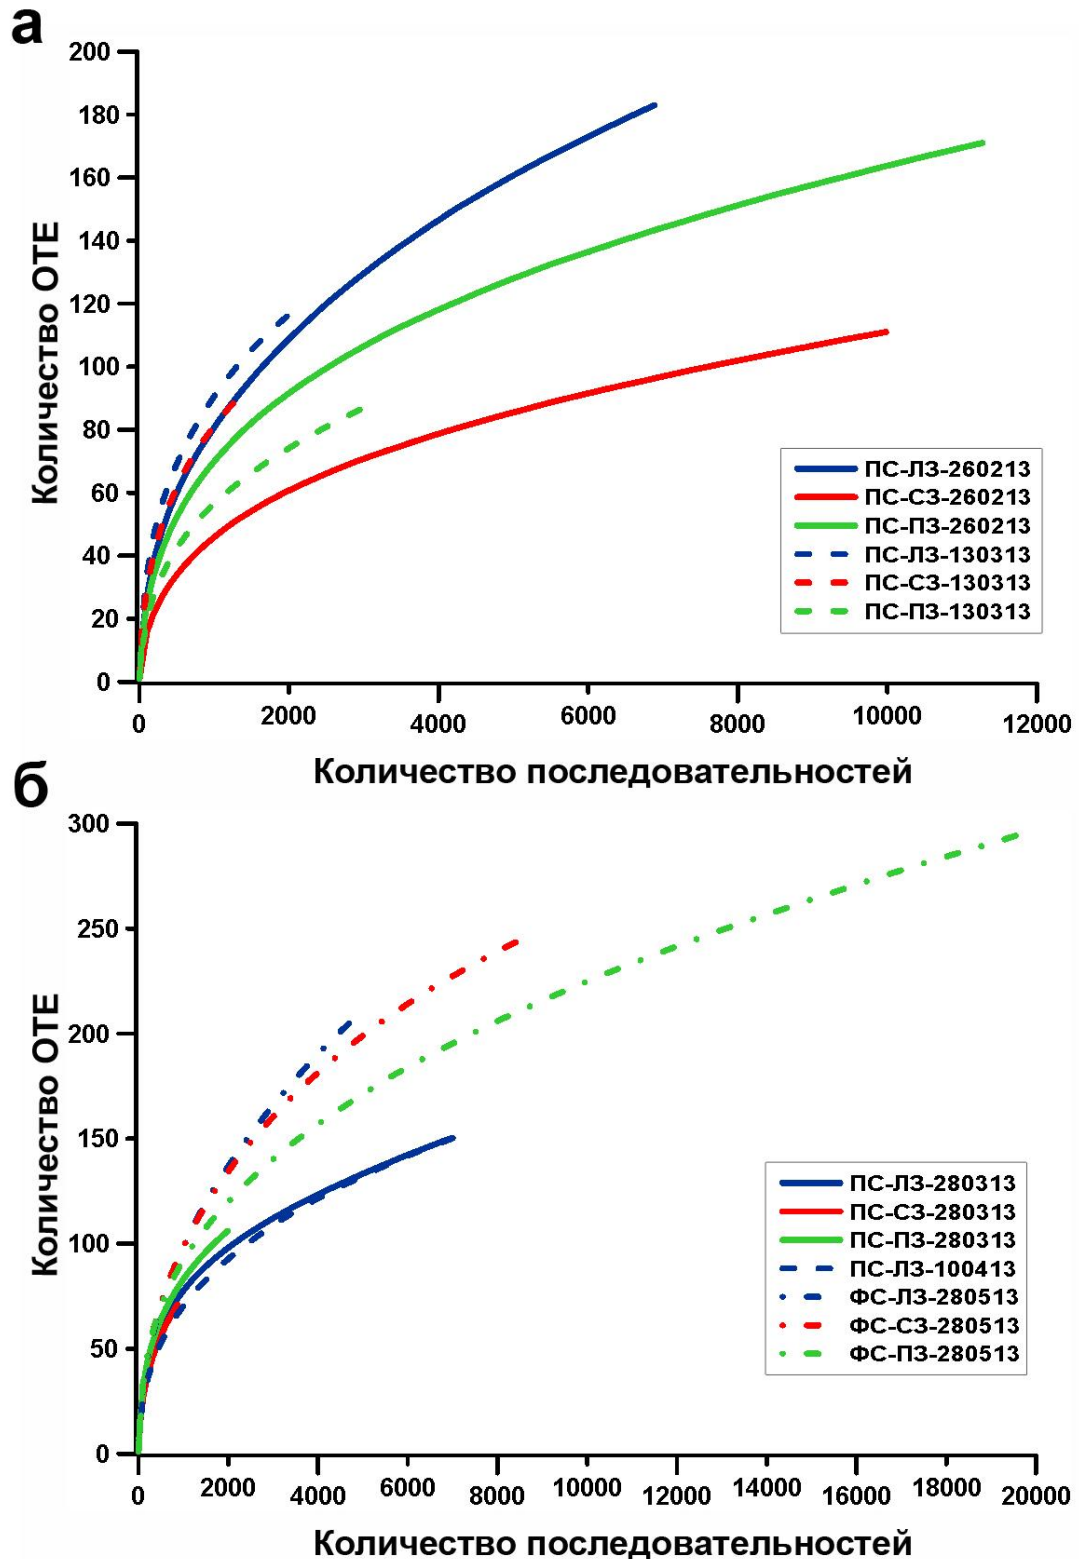 а
200
180
160
140
120
100
80
60
40
20
0
Количество ОТЕ
ПС-ЛЗ-260213
ПС-СЗ-260213
ПС-ПЗ-260213
ПС-ЛЗ-130313
ПС-СЗ-130313
ПС-ПЗ-130313
0 2000 4000 6000 8000 10000 12000
Количество последовательностей
б
300
250
200
150
100
50
0
Количество ОТЕ
ПС-ЛЗ-280313
ПС-СЗ-280313
ПС-ПЗ-280313
ПС-ЛЗ-100413
ФС-ЛЗ-280513
ФС-СЗ-280513
ФС-ПЗ-280513
0 2000 4000 6000 8000 10000 12000 14000 16000 18000 20000
Количество последовательностей